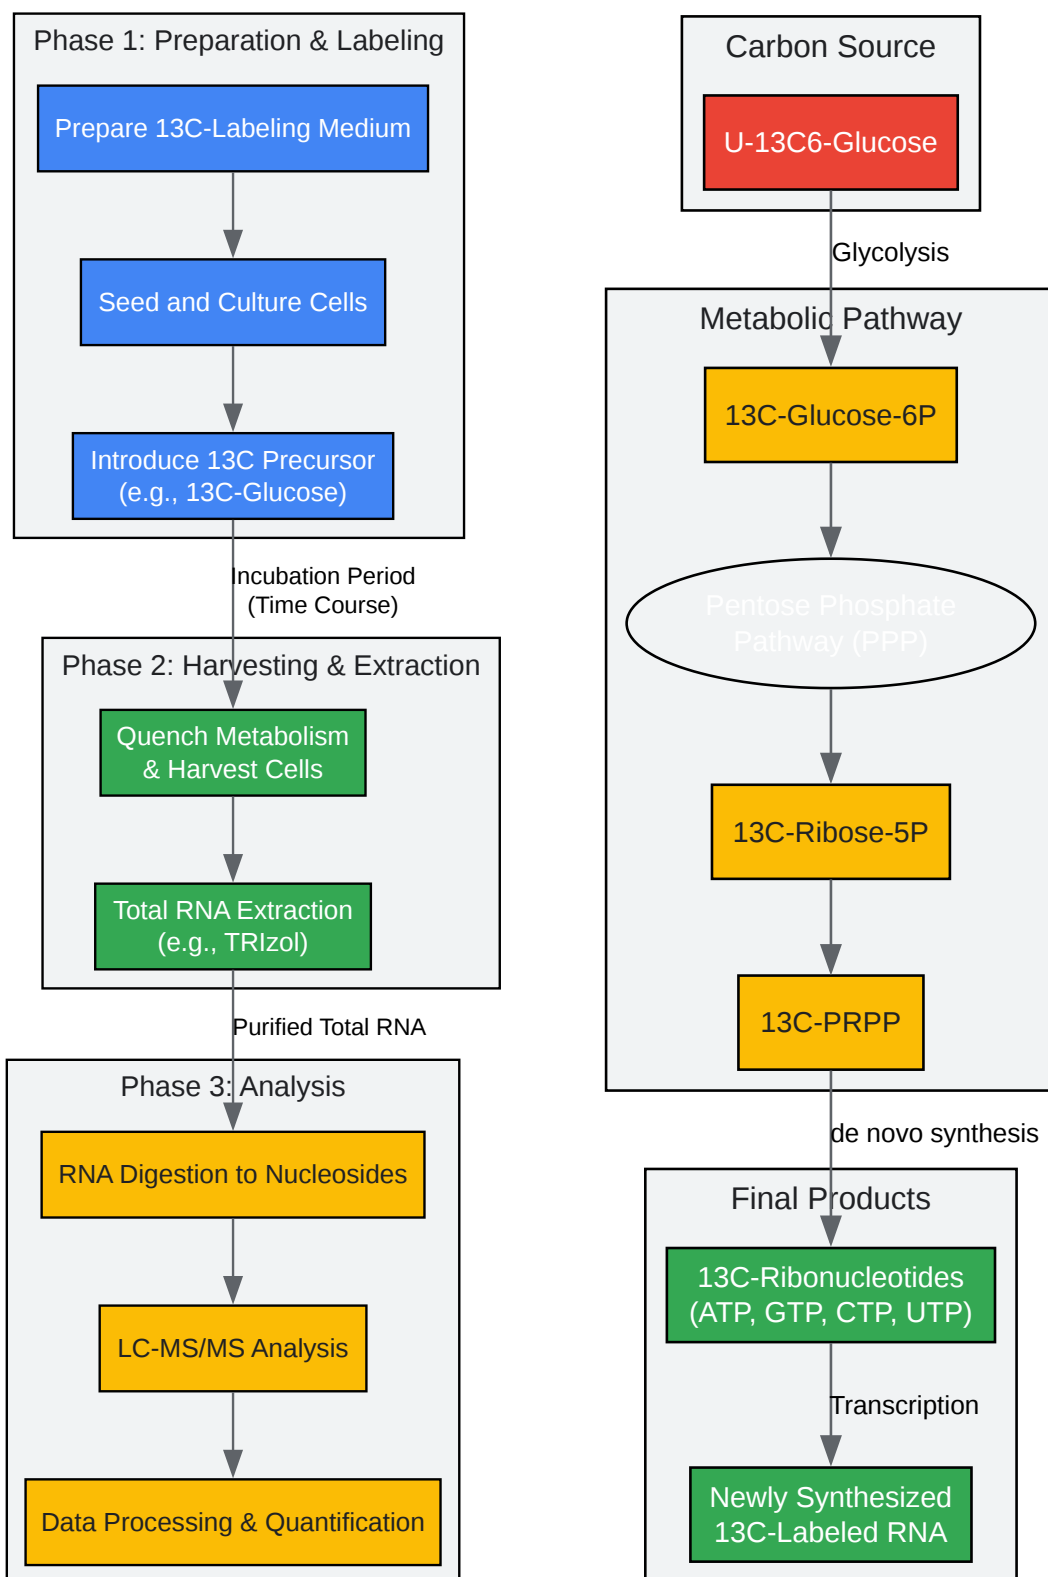 Phase 1: Preparation & Labeling
Prepare 13C-Labeling Medium
Seed and Culture Cells
Introduce 13C Precursor
(e.g., 13C-Glucose)
Incubation Period
(Time Course)
Phase 2: Harvesting & Extraction
Quench Metabolism
& Harvest Cells
Total RNA Extraction
(e.g., TRIzol)
Purified Total RNA
Phase 3: Analysis
RNA Digestion to Nucleosides
LC-MS/MS Analysis
Data Processing & Quantification
Carbon Source
U-13C6-Glucose
Glycolysis
Metabolic Pathway
13C-Glucose-6P
Pentose Phosphate
Pathway (PPP)
13C-Ribose-5P
13C-PRPP
de novo synthesis
Final Products
13C-Ribonucleotides
(ATP, GTP, CTP, UTP)
Transcription
Newly Synthesized
13C-Labeled RNA